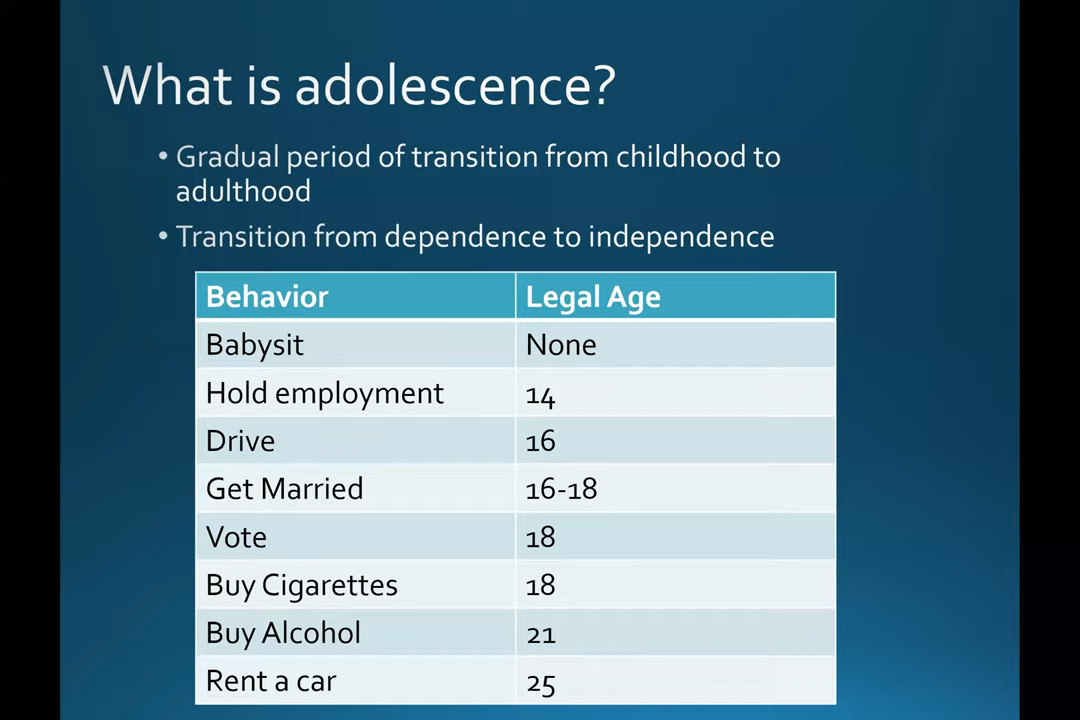 What is adolescence?
• Gradual period of transition from childhood to
adulthood
• Transition from dependence to independence
Behavior Legal Age
Babysit None
Hold employment 14
Drive 16
Get Married 16-18
Vote 18
Buy Cigarettes 18
Buy Alcohol 21
Rent a car 25